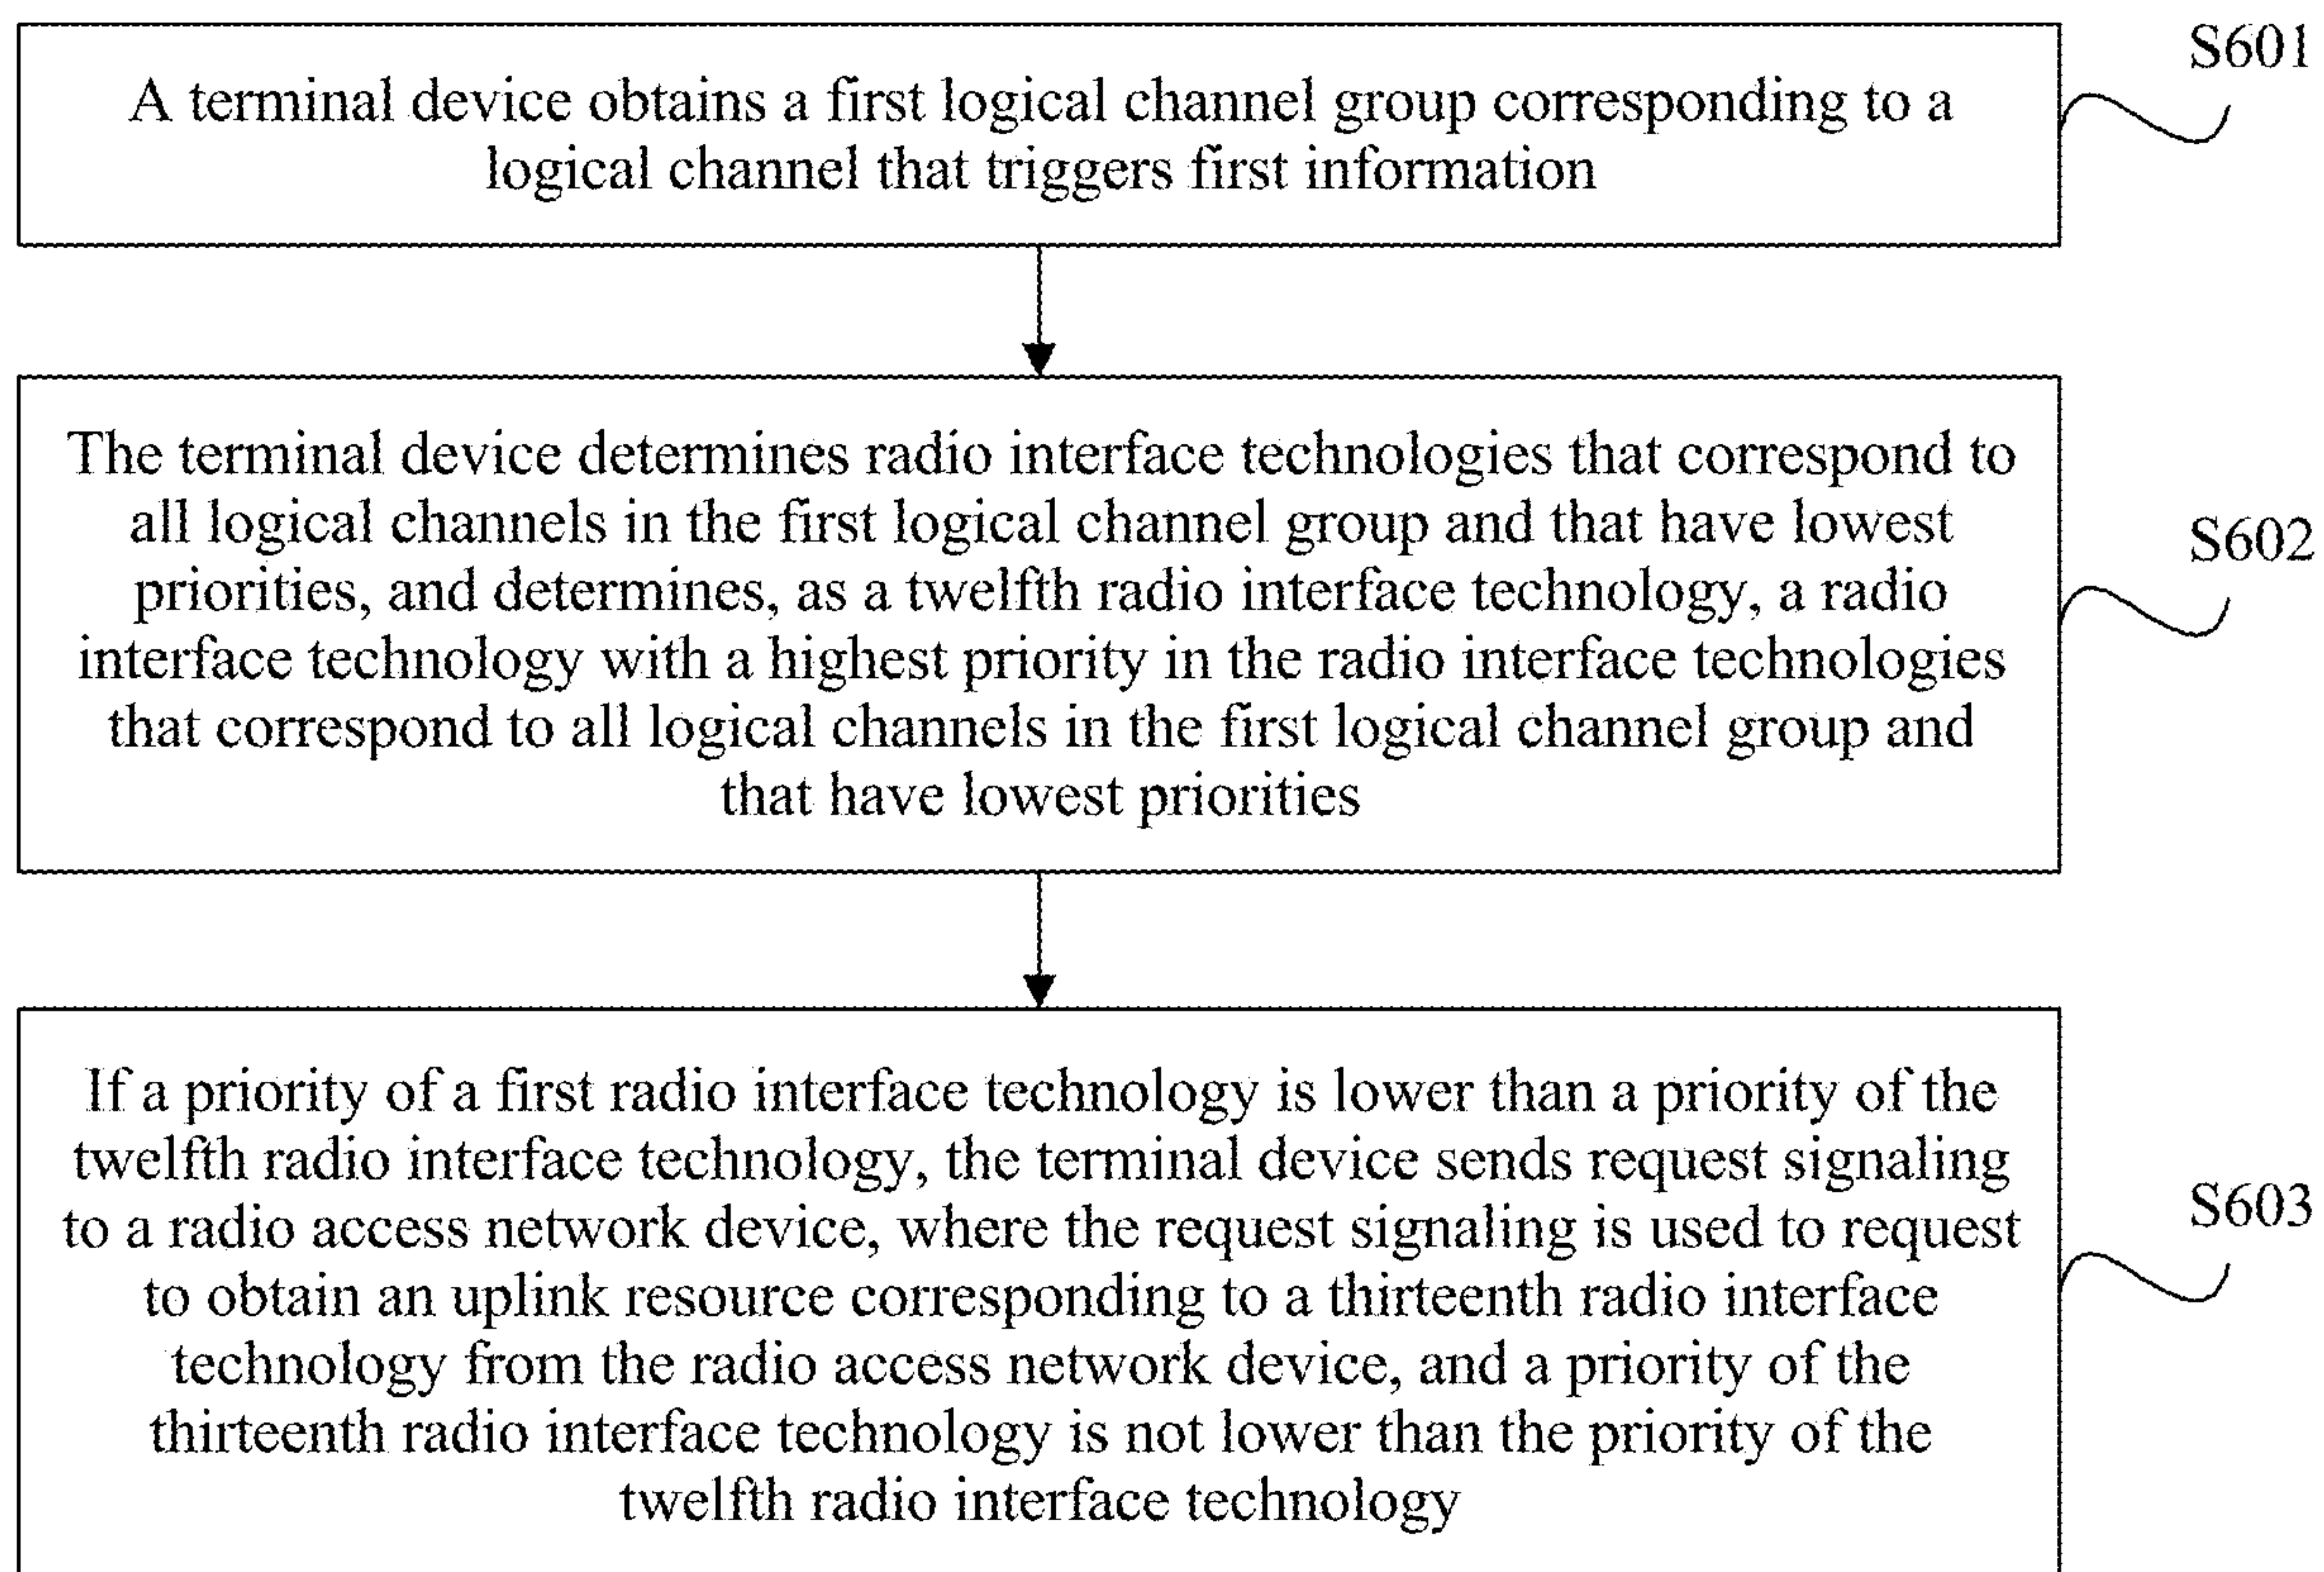 S601
A terminal device obtains a first logical channel group corresponding to a
logical channel that triggers first information
The terminal device determines radio interface technologies that correspond to
all logical channels in the first logical channel group and that have lowest
priorities, and determines, as a twelfth radio interface technology, a radio
interface technology with a highest priority in the radio interface technologies
that correspond to all logical channels in the first logical channel group and
that have lowest priorities
S602
If a priority of a first radio interface technology is lower than a priority of the
twelfth radio interface technology, the terminal device sends request signaling
to a radio access network device, where the request signaling is used to request
to obtain an uplink resource corresponding to a thirteenth radio interface
technology from the radio access network device, and a priority of the
thirteenth radio interface technology is not lower than the priority of the
twelfth radio interface technology
S603